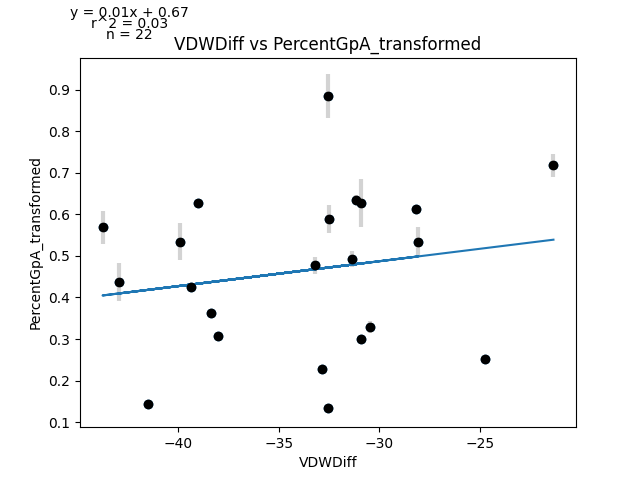 y = 0.01x + 0.67
r^2 = 0.03
n = 22
VDWDiff vs PercentGpA_transformed
PercentGpA_transformed
0.9
0.8
0.7
0.6
0.5
0.4
0.3
0.2
0.1
−40
−35
−30
−25
VDWDiff